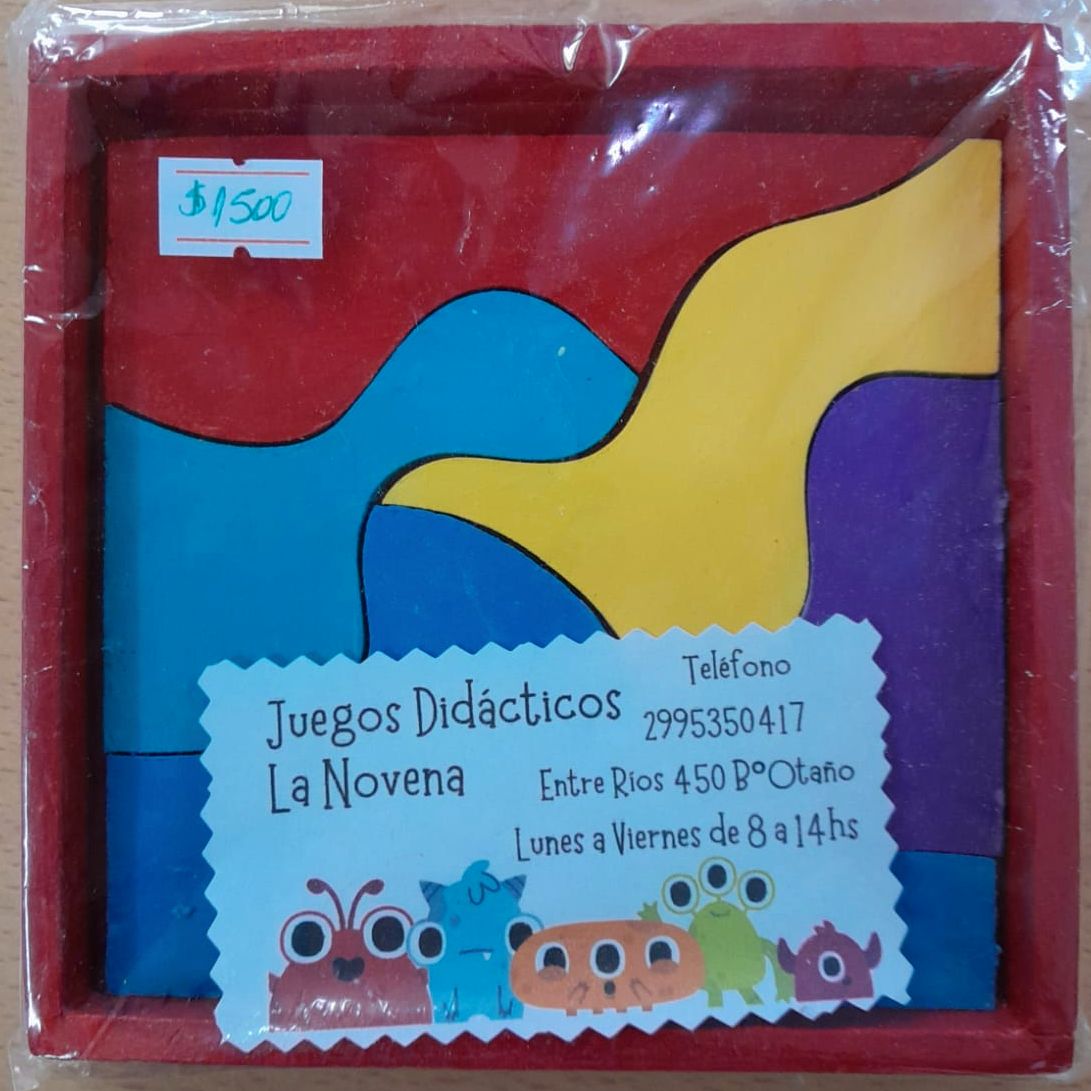 $1500
Juegos Didácticos
La Novena
Teléfono
2995350417
Entre Ríos 450 BºOtaño
Lunes a Viernes de 8 a 14hs